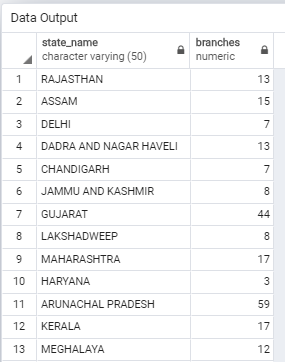 Data Output
state_name branches
character varying (50) numeric
1 RAJASTHAN 13
2 ASSAM 15
3 DELHI 7
4 DADRA AND NAGAR HAVELI 13
5 CHANDIGARH 7
6 JAMMU AND KASHMIR 8
7 GUJARAT 44
8 LAKSHADWEEP 8
9 MAHARASHTRA 17
10 HARYANA 3
11 ARUNACHAL PRADESH 59
12 KERALA 17
13 MEGHALAYA 12